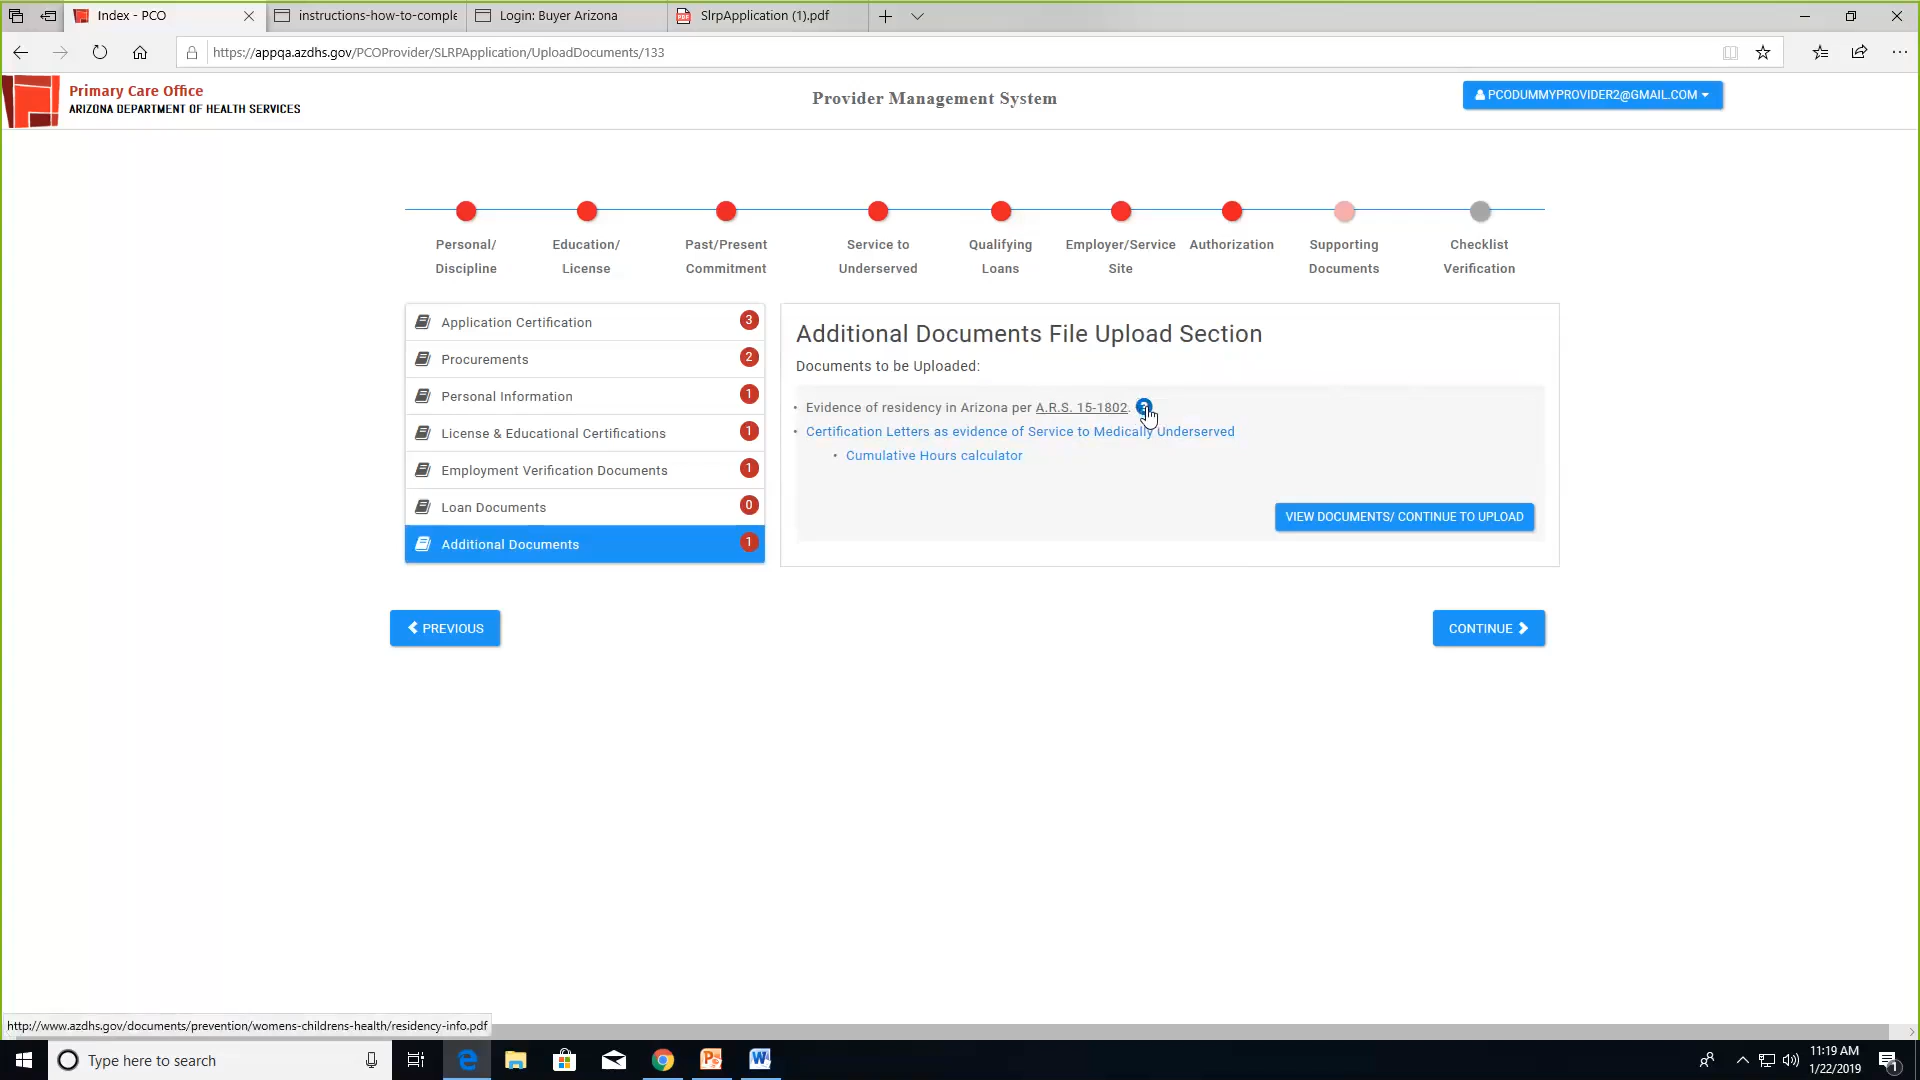 Index - PCO
instructions-how-to-comple
Login: Buyer Arizona
SlrpApplication (1).pdf
https://appqa.azdhs.gov/PCOProvider/SLRPApplication/UploadDocuments/133
Primary Care Office
ARIZONA DEPARTMENT OF HEALTH SERVICES
Provider Management System
PCODUMMYPROVIDER2@GMAIL.COM
Personal/
Discipline
Education/
License
Past/Present
Commitment
Service to
Underserved
Qualifying
Loans
Employer/Service
Site
Authorization
Supporting
Documents
Checklist
Verification
Application Certification 3
Procurements 2
Personal Information 1
License & Educational Certifications 1
Employment Verification Documents 1
Loan Documents 0
Additional Documents 1
Additional Documents File Upload Section
Documents to be Uploaded:
• Evidence of residency in Arizona per A.R.S. 15-1802. ?
• Certification Letters as evidence of Service to Medically Underserved
• Cumulative Hours calculator
VIEW DOCUMENTS/ CONTINUE TO UPLOAD
PREVIOUS
CONTINUE
http://www.azdhs.gov/documents/prevention/womens-childrens-health/residency-info.pdf
Type here to search
11:19 AM
1/22/2019
1